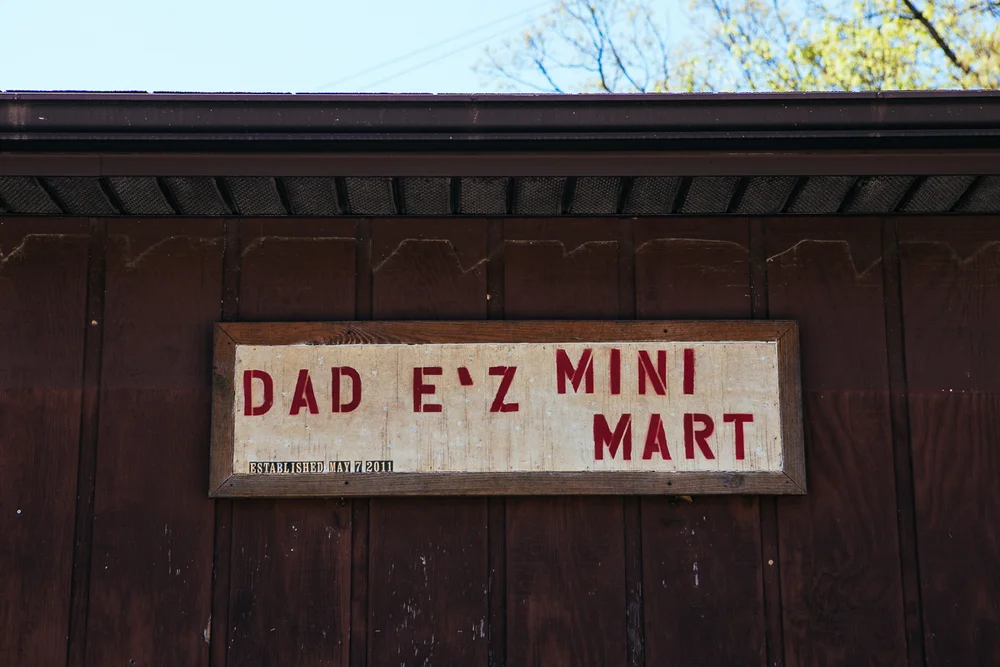 DAD E'Z MINI
MART
ESTABLISHED MAY 7 2011